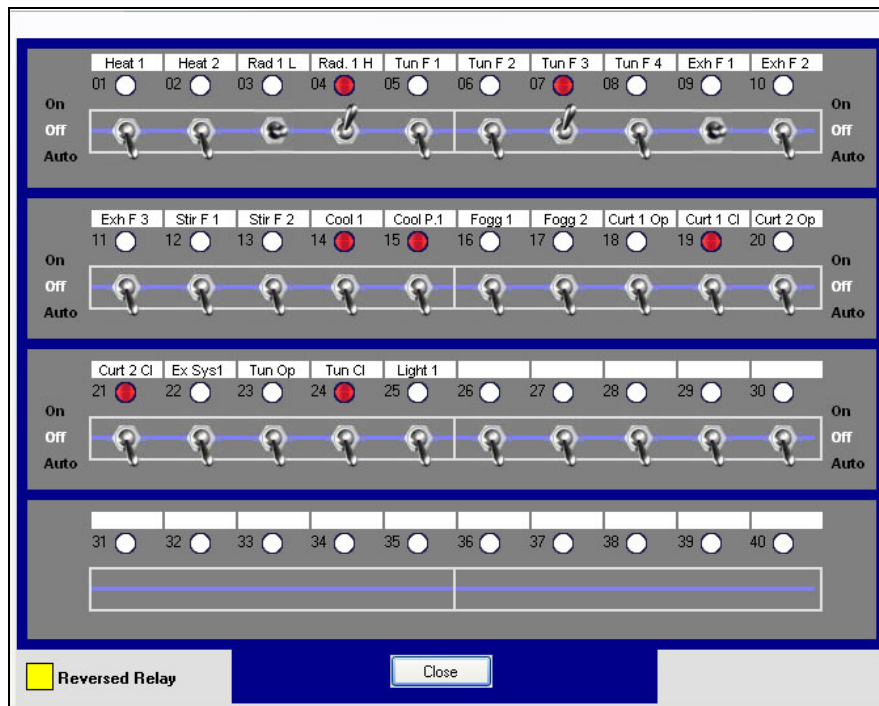 Heat 1 Heat 2 Rad 1 L Rad. 1 H Tun F 1 Tun F 2 Tun F 3 Tun F 4 Exh F 1 Exh F 2
01 02 03 04 05 06 07 08 09 10
On On
Off Off
Auto Auto
Exh F 3 Stir F 1 Stir F 2 Cool 1 Cool P.1 Fogg 1 Fogg 2 Curt 1 Op Curt 1 Cl Curt 2 Op
11 12 13 14 15 16 17 18 19 20
On On
Off Off
Auto Auto
Curt 2 Cl Ex Sys1 Tun Op Tun Cl Light 1
21 22 23 24 25 26 27 28 29 30
On On
Off Off
Auto Auto
31 32 33 34 35 36 37 38 39 40
Reversed Relay Close